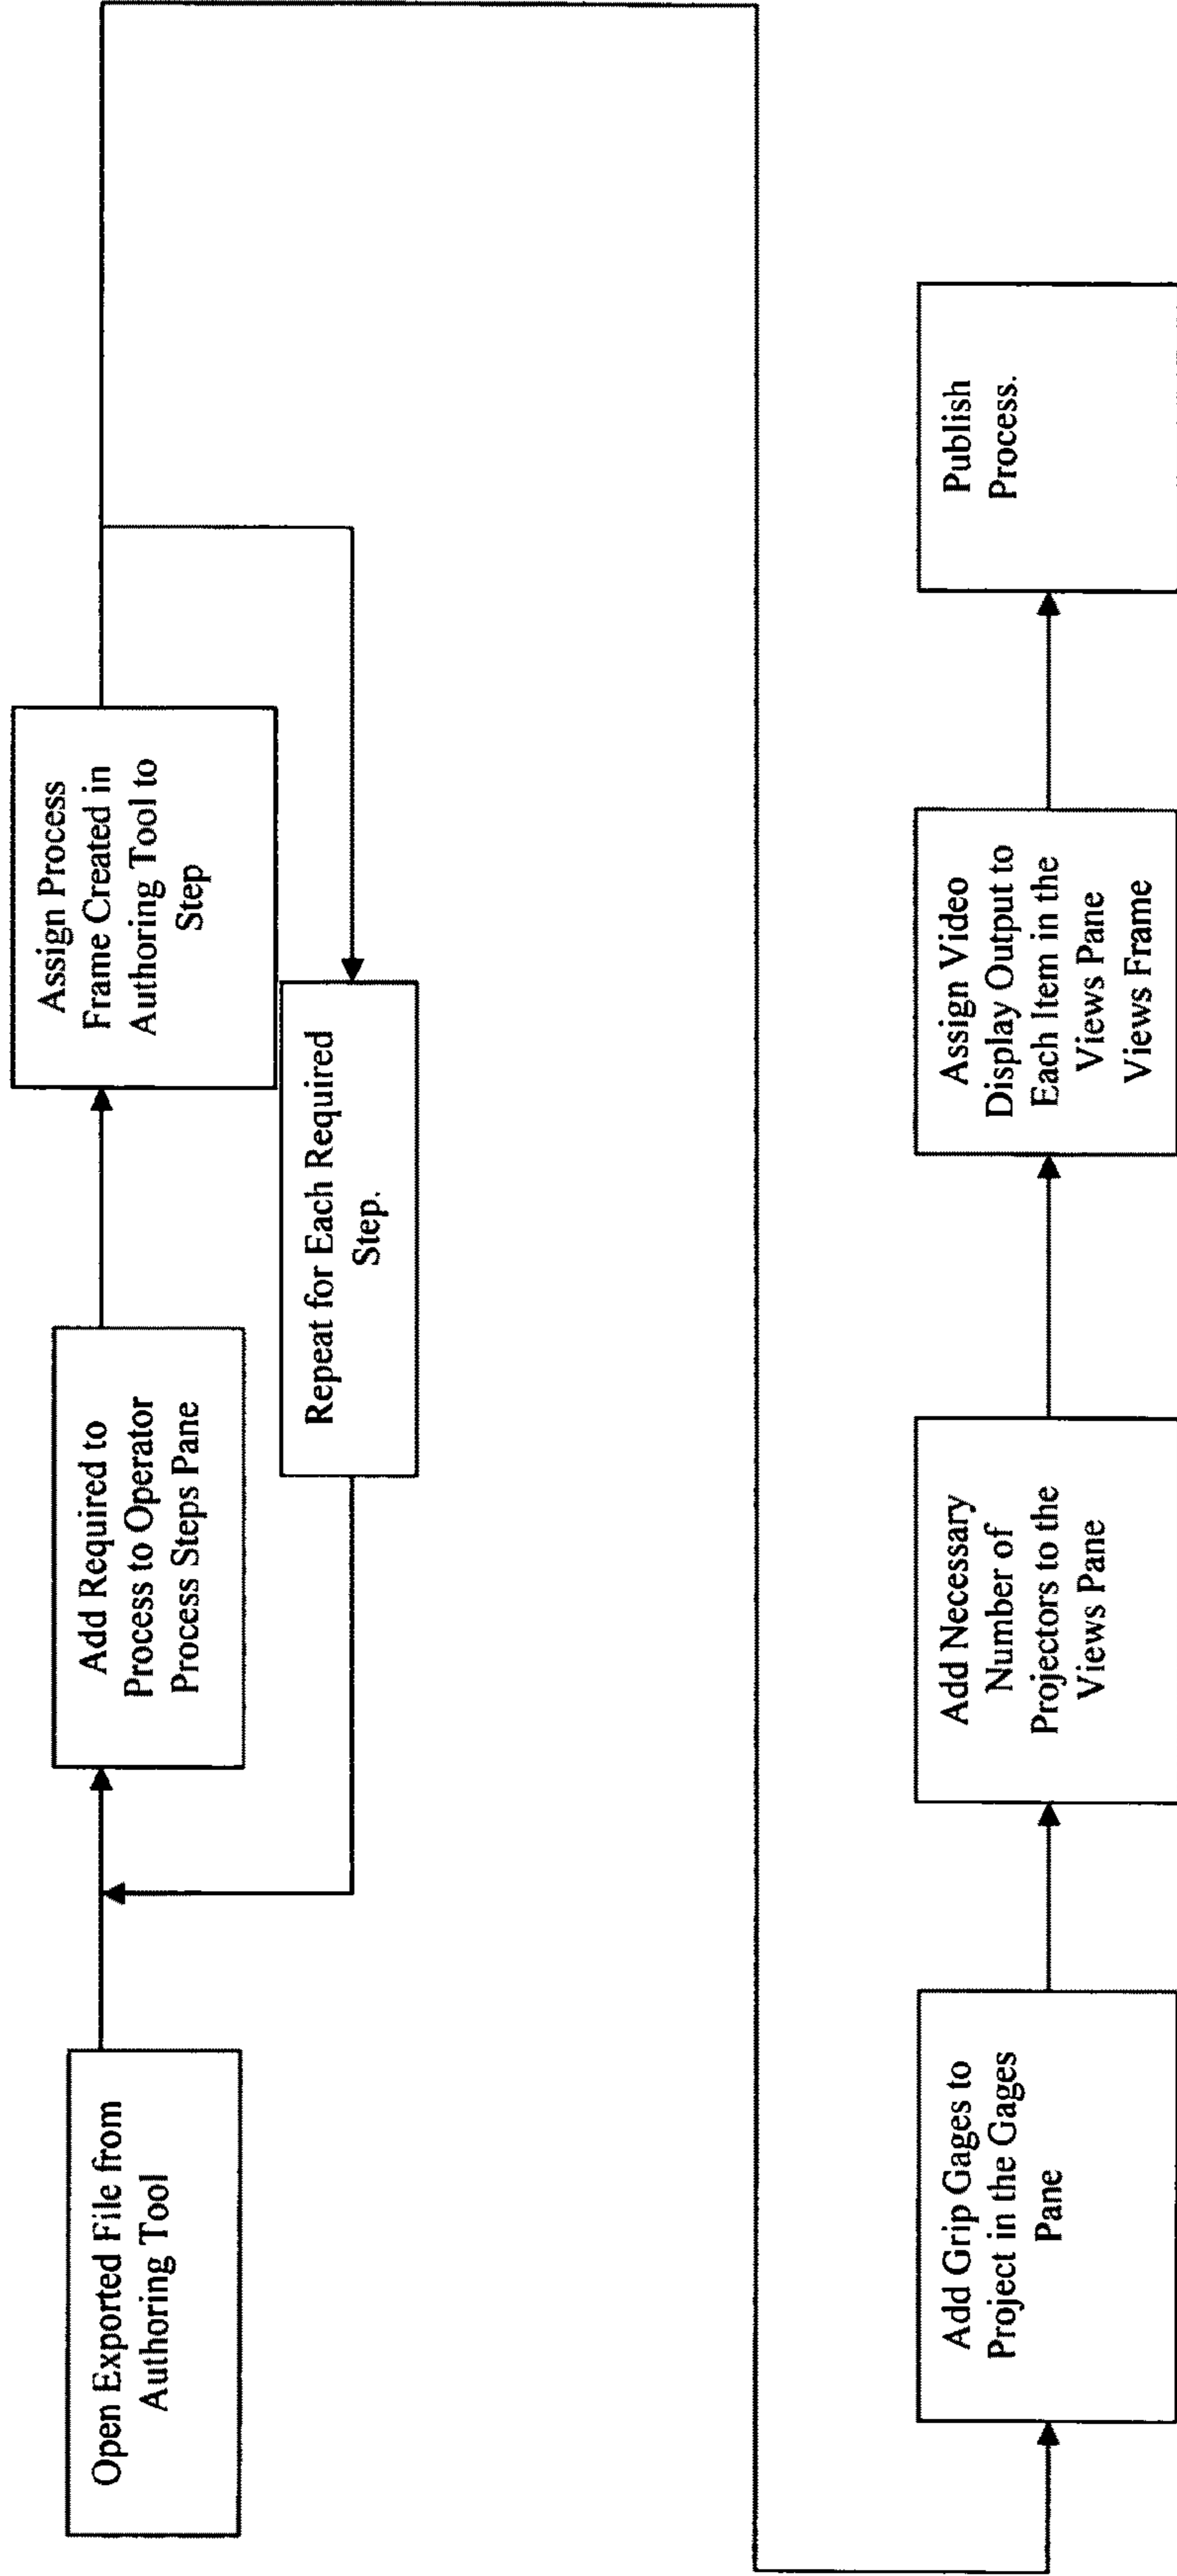 Open Exported File from
Authoring Tool
Add Required to
Process to Operator
Process Steps Pane
Assign Process
Frame Created in
Authoring Tool to
Step
Repeat for Each Required
Step.
Add Grip Gages to
Project in the Gages
Pane
Add Necessary
Number of
Projectors to the
Views Pane
Assign Video
Display Output to
Each Item in the
Views Pane
Views Frame
Publish
Process.